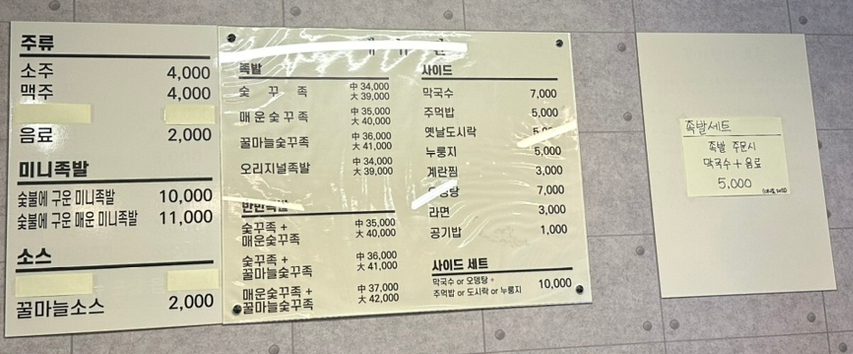 주류
소주 4,000
맥주 4,000
음료 2,000
미니족발
숯불에 구운 미니족발 10,000
숯불에 구운 매운 미니족발 11,000
소스
꿀마늘소스 2,000
족발
숯 꾸 족 中 34,000
大 39,000
매 운 숯 꾸 족 中 35,000
大 40,000
꿀마늘숯꾸족 中 36,000
大 41,000
오리지널족발 中 34,000
大 39,000
반반족발
숯꾸족 + 中 35,000
매운숯꾸족 大 40,000
숯꾸족 + 中 36,000
꿀마늘숯꾸족 大 41,000
매운숯꾸족 + 中 37,000
꿀마늘숯꾸족 大 42,000
사이드
막국수 7,000
주먹밥 5,000
옛날도시락
누룽지 5,000
계란찜 3,000
7,000
라면 3,000
공기밥 1,000
사이드 세트
막국수 or 오뎅탕 +
주먹밥 or 도시락 or 누룽지 10,000
족발세트
족발 주문시
막국수 + 음료
5,000